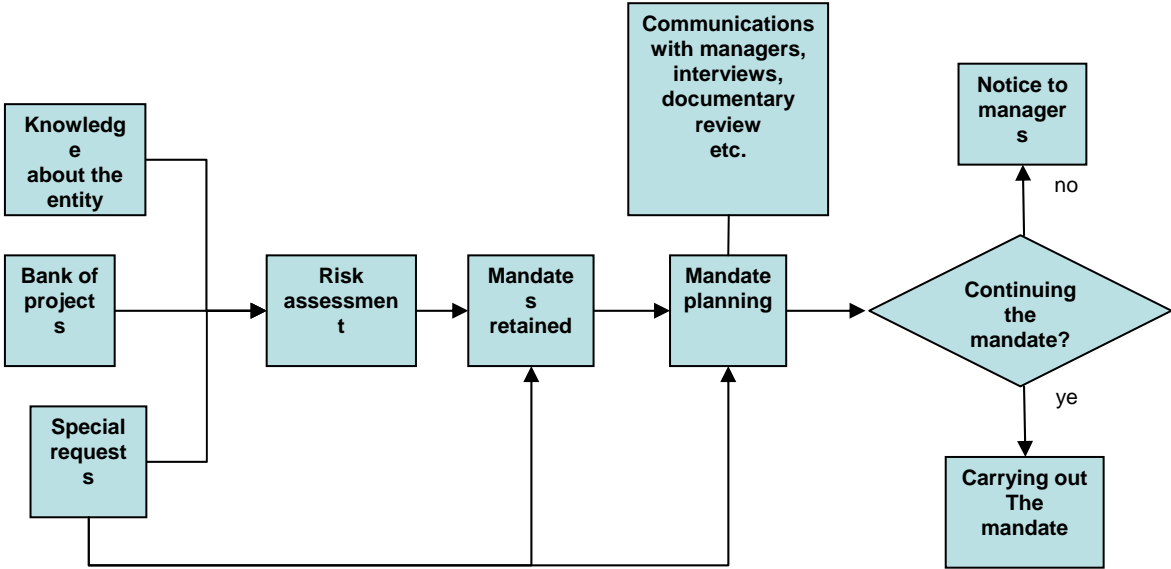 Knowledg
e
about the
entity
Bank of
project
s
Special
request
s
Risk
assessmen
t
Mandate
s
retained
Communications
with managers,
interviews,
documentary
review
etc.
Mandate
planning
Notice to
manager
s
no
Continuing
the
mandate?
ye
Carrying out
The
mandate